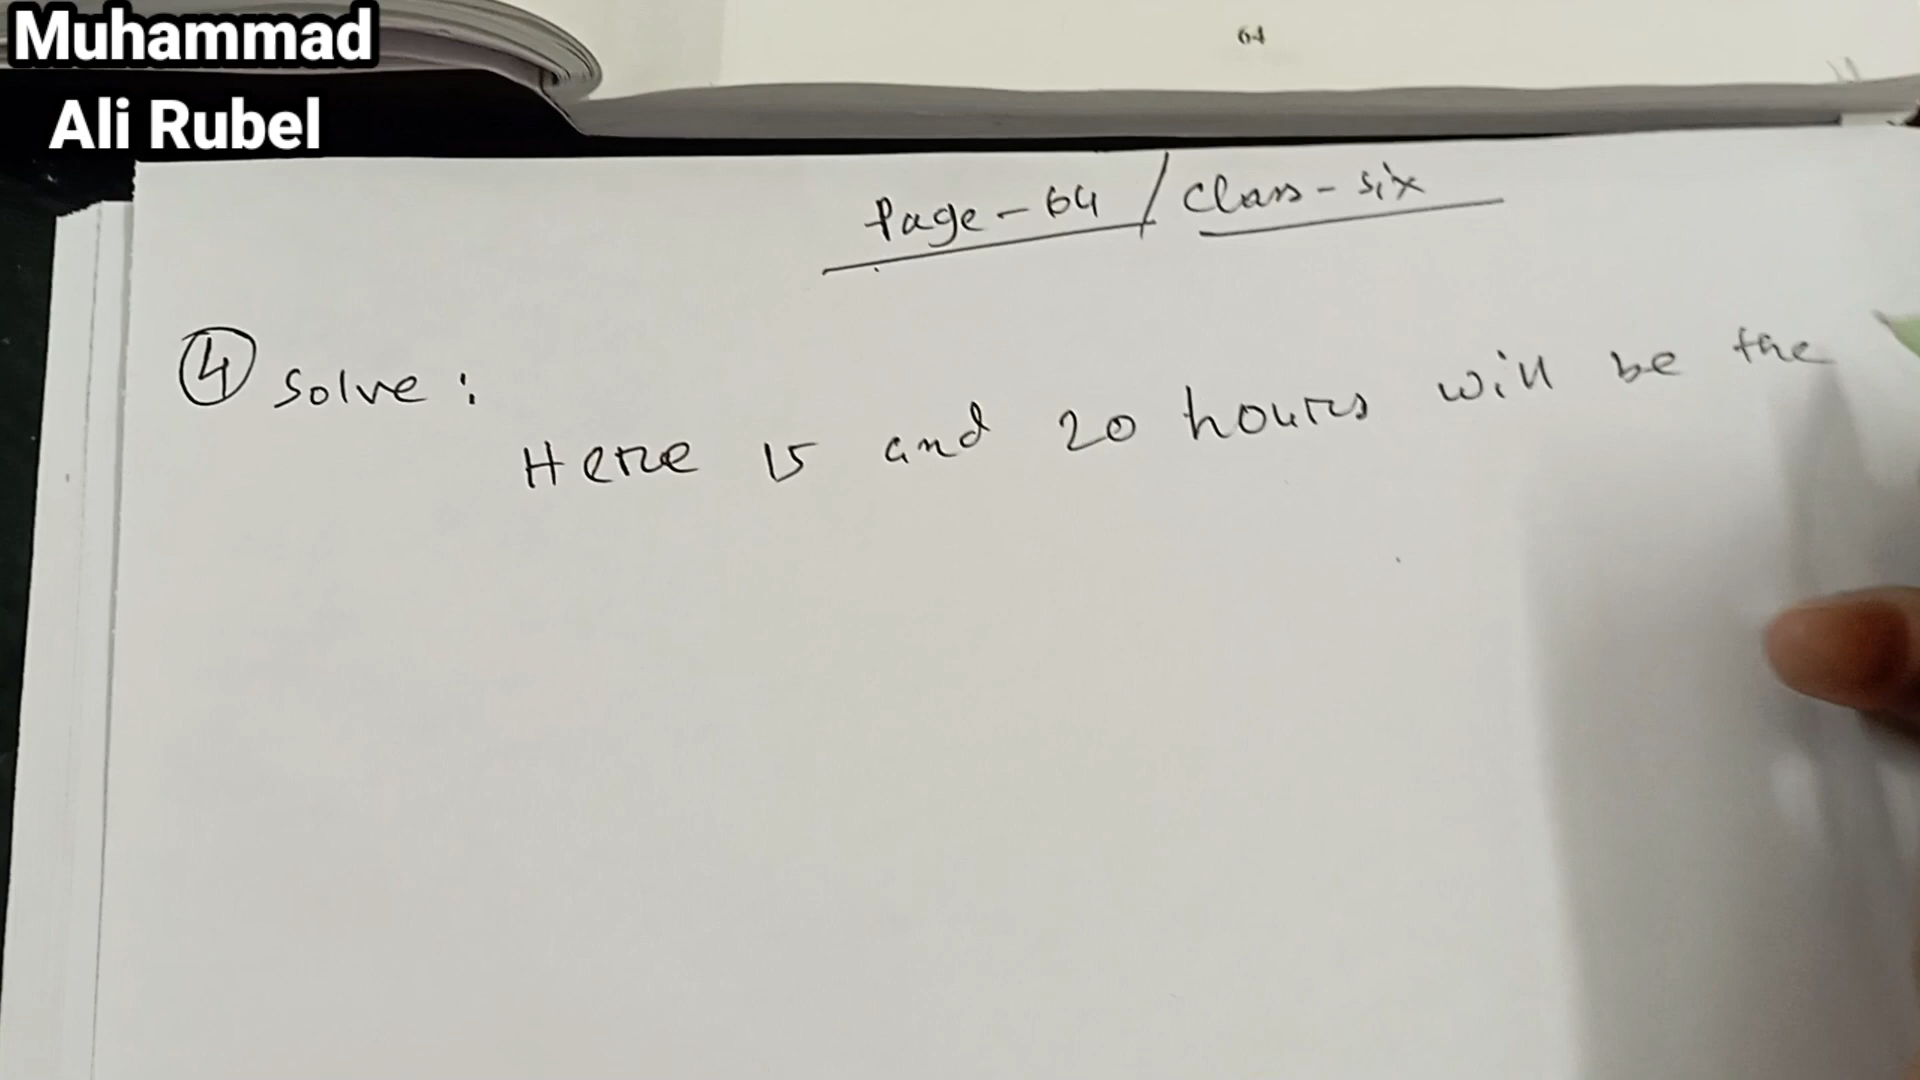 Muhammad
Ali Rubel
64
Page - 64 / Class - six
4 Solve :
Here 15 and 20 hours will be the